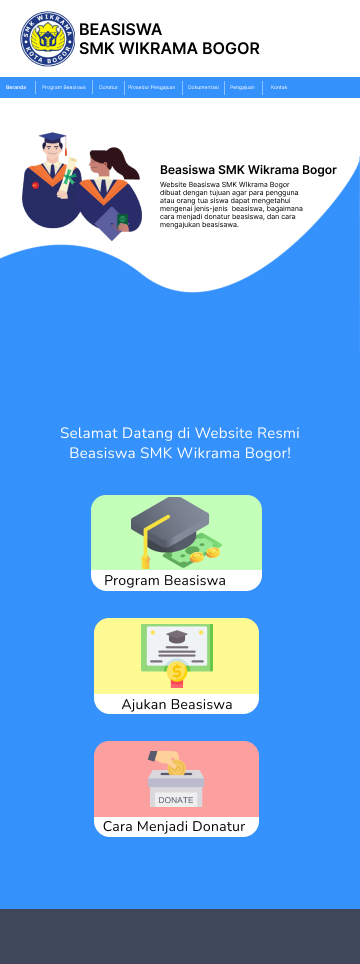 SMK WIKRAMA
KOTA BOGOR
BEASISWA
SMK WIKRAMA BOGOR
Beranda Program Beasiswa Donatur Prosedur Pengajuan Dokumentasi Pengajuan Kontak
Beasiswa SMK Wikrama Bogor
Website Beasiswa SMK Wikrama Bogor
dibuat dengan tujuan agar para pengguna
atau orang tua siswa dapat mengetahui
mengenai jenis-jenis beasiswa, bagaimana
cara menjadi donatur beasiswa, dan cara
mengajukan beasisawa.
Selamat Datang di Website Resmi
Beasiswa SMK Wikrama Bogor!
Program Beasiswa
$
Ajukan Beasiswa
DONATE
Cara Menjadi Donatur